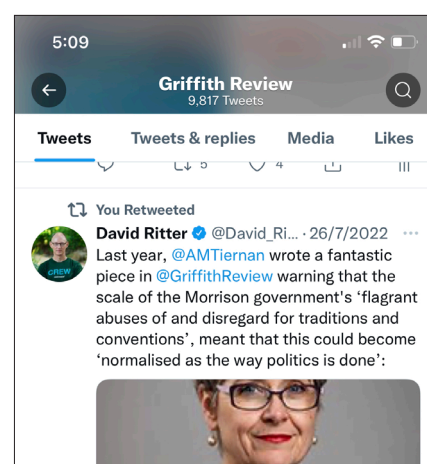 5:09
Griffith Review
9,817 Tweets
Tweets Tweets & replies Media Likes
5 4
You Retweeted
David Ritter @David_Ri... · 26/7/2022 ...
Last year, @AMTiernan wrote a fantastic
piece in @GriffithReview warning that the
scale of the Morrison government's ‘flagrant
abuses of and disregard for traditions and
conventions’, meant that this could become
‘normalised as the way politics is done’:
CREW